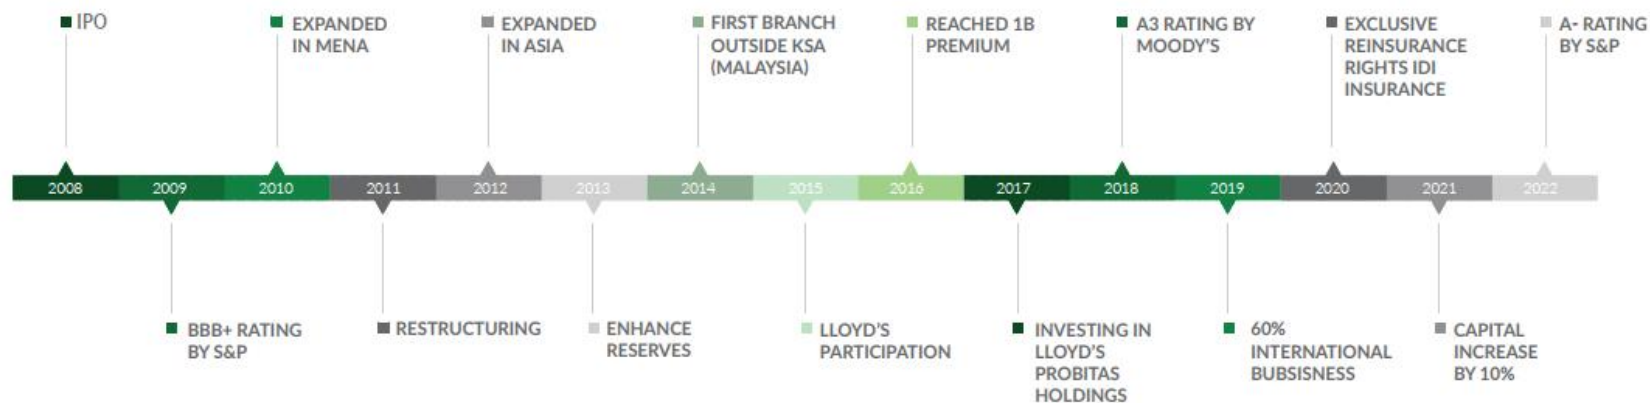 IPO
EXPANDED
IN MENA
EXPANDED
IN ASIA
FIRST BRANCH
OUTSIDE KSA
(MALAYSIA)
REACHED 1B
PREMIUM
A3 RATING BY
MOODY'S
EXCLUSIVE
REINSURANCE
RIGHTS IDI
INSURANCE
A- RATING
BY S&P
2008 2009 2010 2011 2012 2013 2014 2015 2016 2017 2018 2019 2020 2021 2022
BBB+ RATING
BY S&P
RESTRUCTURING
ENHANCE
RESERVES
LLOYD'S
PARTICIPATION
INVESTING IN
LLOYD'S
PROBITAS
HOLDINGS
60%
INTERNATIONAL
BUBSISNESS
CAPITAL
INCREASE
BY 10%